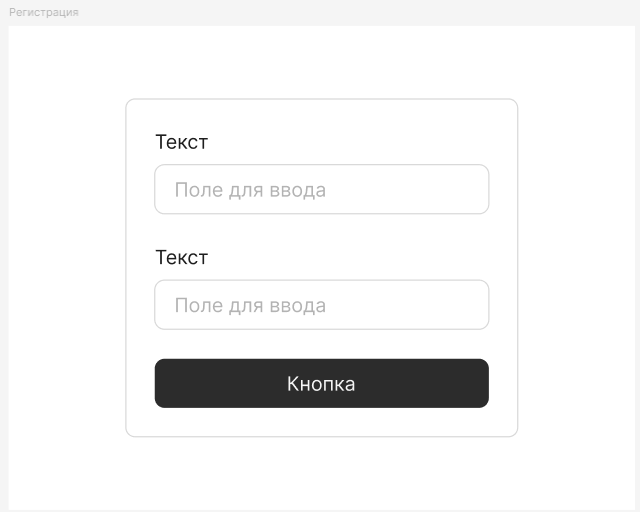 Регистрация
Текст
Поле для ввода
Текст
Поле для ввода
Кнопка